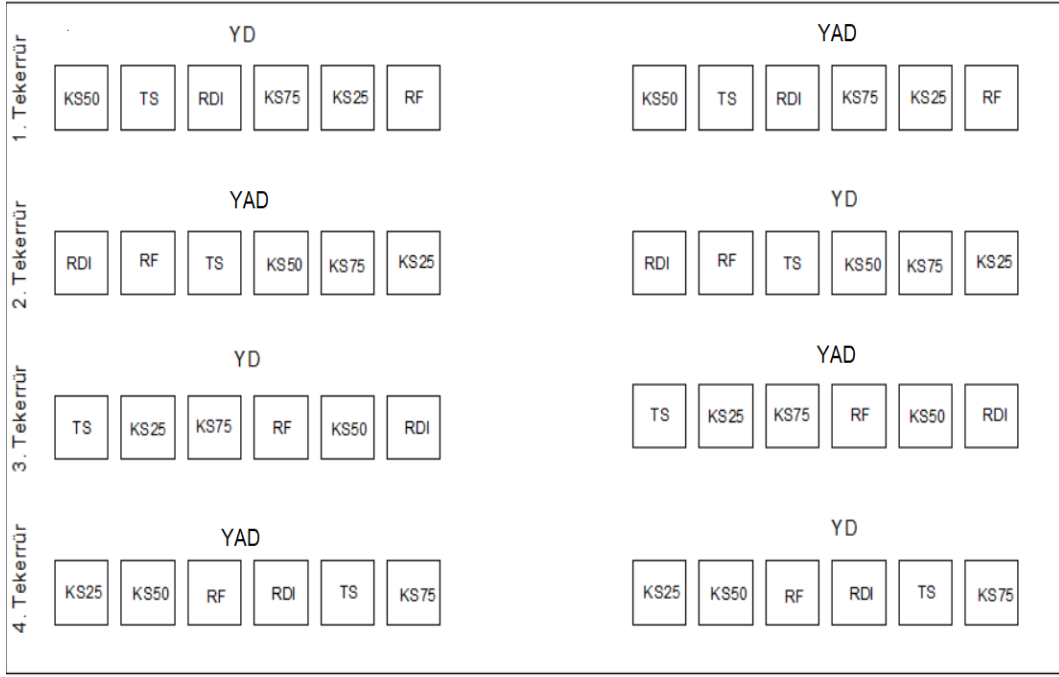 1. Tekerrür
YD
KS50 TS RDI KS75 KS25 RF
YAD
KS50 TS RDI KS75 KS25 RF
2. Tekerrür
YAD
RDI RF TS KS50 KS75 KS25
YD
RDI RF TS KS50 KS75 KS25
3. Tekerrür
YD
TS KS25 KS75 RF KS50 RDI
YAD
TS KS25 KS75 RF KS50 RDI
4. Tekerrür
YAD
KS25 KS50 RF RDI TS KS75
YD
KS25 KS50 RF RDI TS KS75